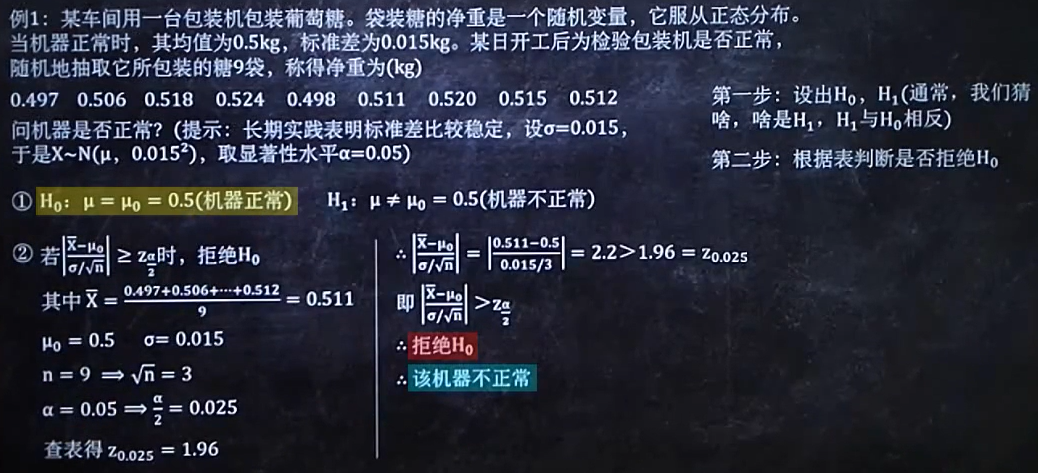 例1：某车间用一台包装机包装葡萄糖。袋装糖的净重是一个随机变量，它服从正态分布。
当机器正常时，其均值为0.5kg，标准差为0.015kg。某日开工后为检验包装机是否正常，
随机地抽取它所包装的糖9袋，称得净重为(kg)
0.497 0.506 0.518 0.524 0.498 0.511 0.520 0.515 0.512
问机器是否正常？(提示：长期实践表明标准差比较稳定，设σ=0.015，
于是X~N(μ，0.015²)，取显著性水平α=0.05)
第一步：设出H₀，H₁(通常，我们猜
啥，啥是H₁，H₁与H₀相反)
第二步：根据表判断是否拒绝H₀
① H₀：μ = μ₀ = 0.5(机器正常) H₁：μ ≠ μ₀ = 0.5(机器不正常)
② 若|(X̅−μ₀)/(σ/√n)| ≥ z_(α/2)时，拒绝H₀
其中 X̅ = (0.497+0.506+⋯+0.512)/9 = 0.511
μ₀ = 0.5 σ= 0.015
n = 9 ⟹ √n = 3
α = 0.05 ⟹ α/2 = 0.025
查表得 z₀.₀₂₅ = 1.96
∴ |(X̅−μ₀)/(σ/√n)| = |(0.511−0.5)/(0.015/3)| = 2.2＞1.96 = z₀.₀₂₅
即 |(X̅−μ₀)/(σ/√n)| ＞z_(α/2)
∴ 拒绝H₀
∴ 该机器不正常